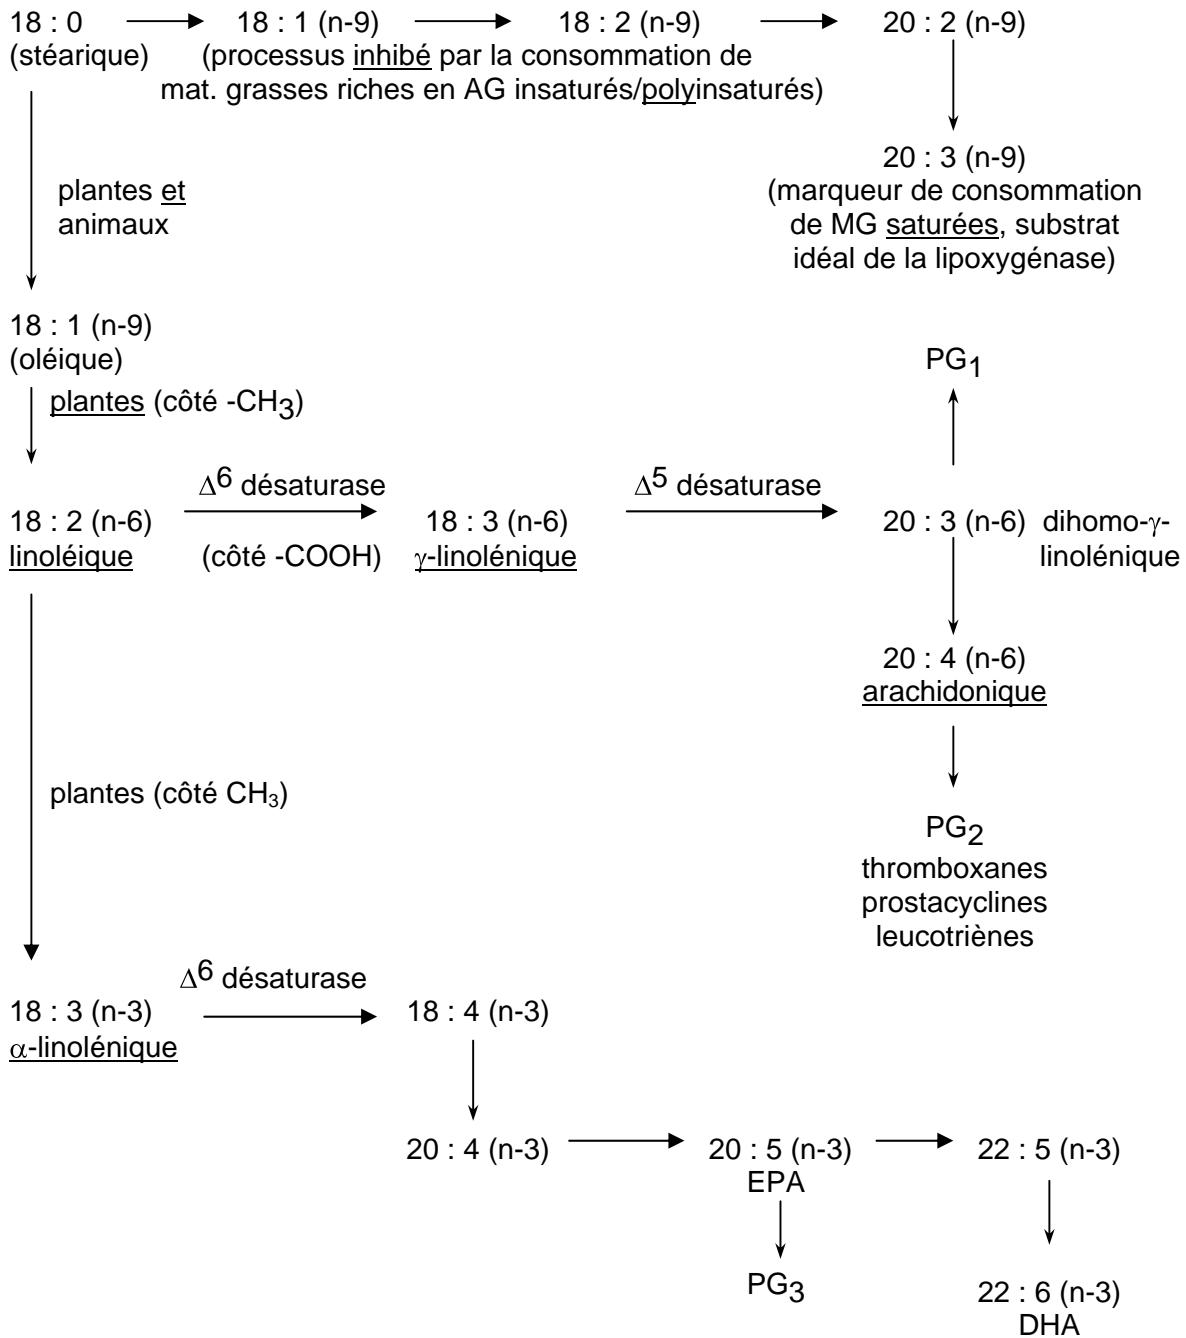 18 : 0 18 : 1 (n-9) 18 : 2 (n-9) 20 : 2 (n-9)
(stéarique) (processus inhibé par la consommation de
mat. grasses riches en AG insaturés/polyinsaturés)
20 : 3 (n-9)
(marqueur de consommation
de MG saturées, substrat
idéal de la lipoxygénase)
plantes et
animaux
18 : 1 (n-9)
(oléique)
PG1
plantes (côté -CH3)
Δ6 désaturase Δ5 désaturase
18 : 2 (n-6) 18 : 3 (n-6) 20 : 3 (n-6) dihomo-γ-
linoléique (côté -COOH) γ-linolénique linolénique
20 : 4 (n-6)
arachidonique
plantes (côté CH₃)
PG2
thromboxanes
prostacyclines
leucotriènes
Δ6 désaturase
18 : 3 (n-3) 18 : 4 (n-3)
α-linolénique
20 : 4 (n-3) 20 : 5 (n-3) 22 : 5 (n-3)
EPA
PG3 22 : 6 (n-3)
DHA